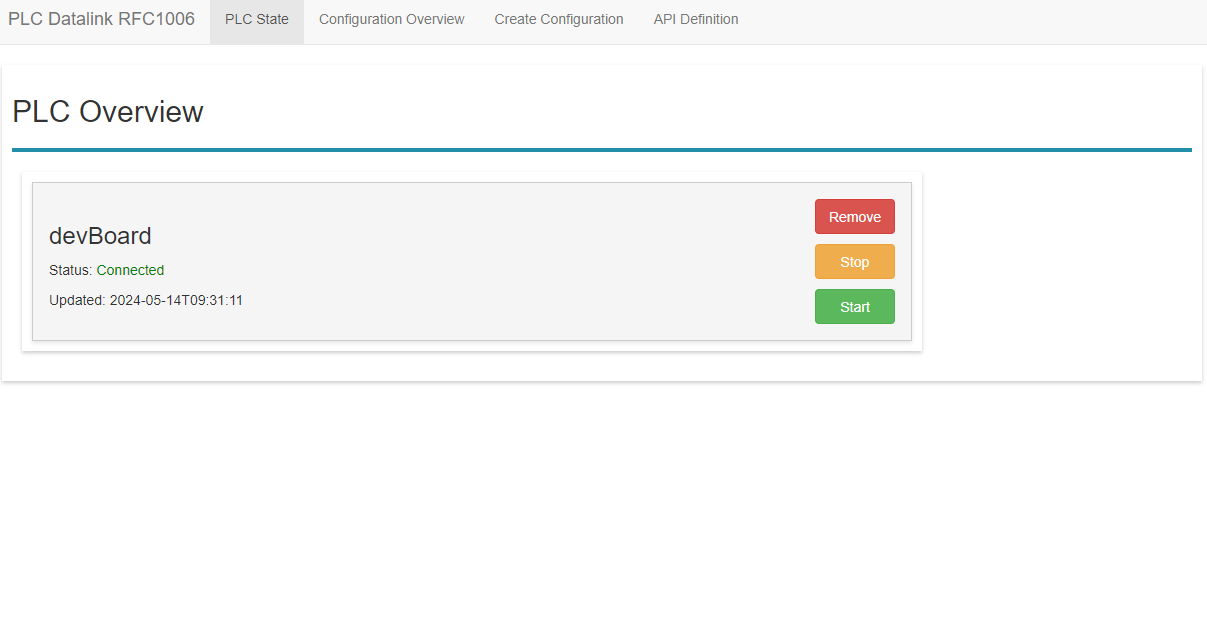 PLC Datalink RFC1006 PLC State Configuration Overview Create Configuration API Definition
PLC Overview
devBoard
Status: Connected
Updated: 2024-05-14T09:31:11
Remove
Stop
Start